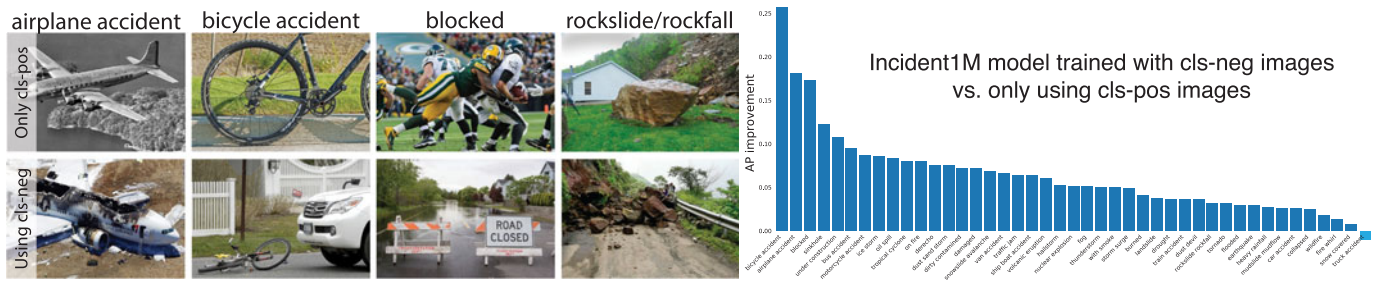 airplane accident
bicycle accident
blocked
rockslide/rockfall
Only cls-pos
Using cls-neg
ROAD
CLOSED
Incident1M model trained with cls-neg images
vs. only using cls-pos images
AP improvement
0.25
0.20
0.15
0.10
0.05
0.00
bicycle accident
airplane accident
blocked
sinkhole
under construction
bus accident
motorcycle accident
ice storm
oil spill
tropical cyclone
on fire
derecho
dust sand storm
dirty contamined
damaged
snowslide avalanche
van accident
traffic jam
ship boat accident
volcanic eruption
hailstorm
nuclear explosion
fog
thunderstorm
with smoke
storm surge
burned
landslide
drought
train accident
dust devil
rockslide rockfall
tornado
flooded
earthquake
heavy rainfall
mudslide mudflow
car accident
collapsed
wildfire
fire whirl
snow covered
truck accident